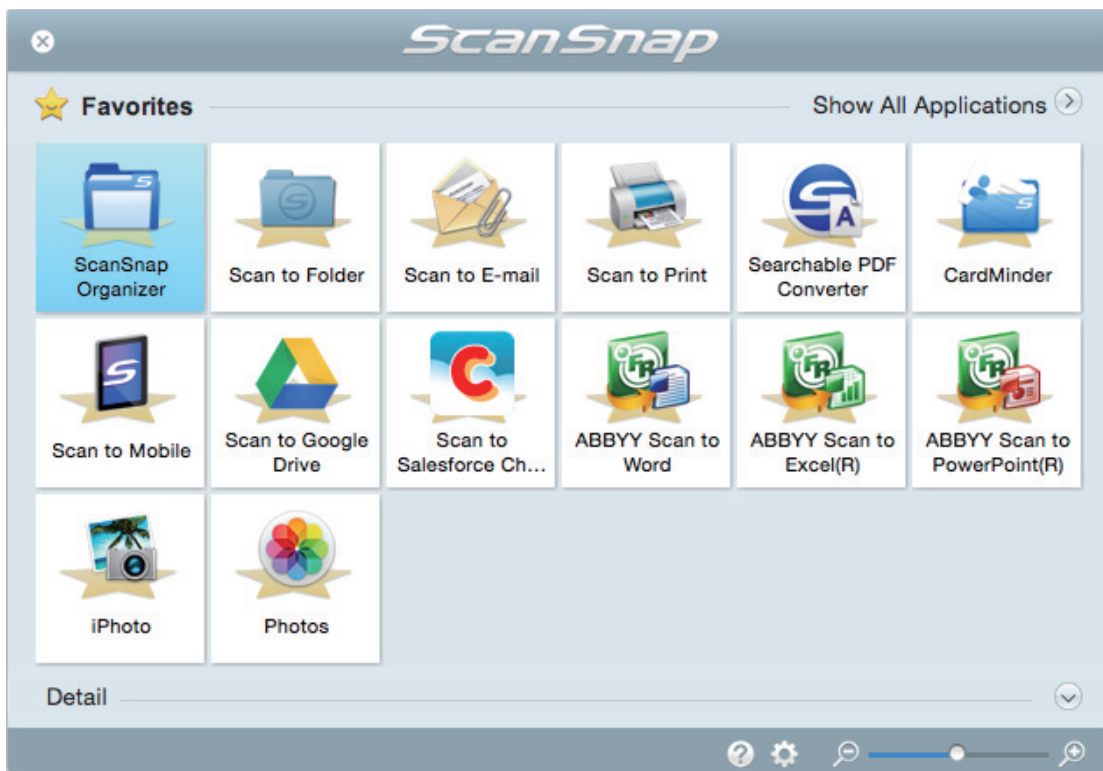 ScanSnap
Favorites
Show All Applications
ScanSnap
Organizer
Scan to Folder
Scan to E-mail
Scan to Print
Searchable PDF
Converter
CardMinder
Scan to Mobile
Scan to Google
Drive
Scan to
Salesforce Ch...
ABBYY Scan to
Word
ABBYY Scan to
Excel(R)
ABBYY Scan to
PowerPoint(R)
iPhoto
Photos
Detail